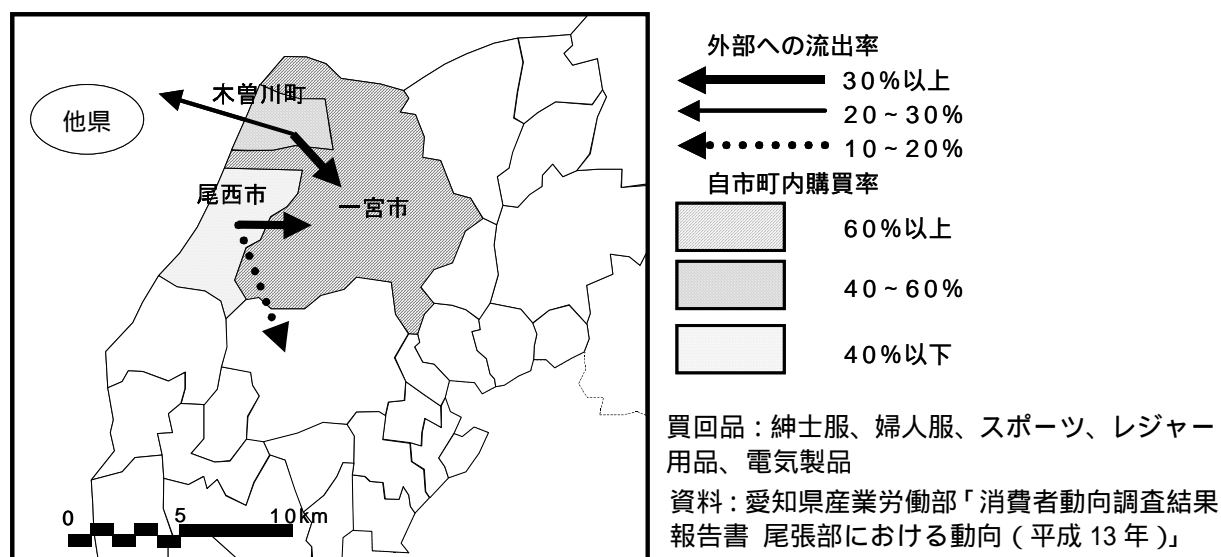 木曽川町
他県
尾西市
一宮市
0 5 10km
外部への流出率
30%以上
20~30%
10~20%
自市町内購買率
60%以上
40~60%
40%以下
買回品:紳士服、婦人服、スポーツ、レジャー
用品、電気製品
資料:愛知県産業労働部「消費者動向調査結果
報告書 尾張部における動向(平成13年)」